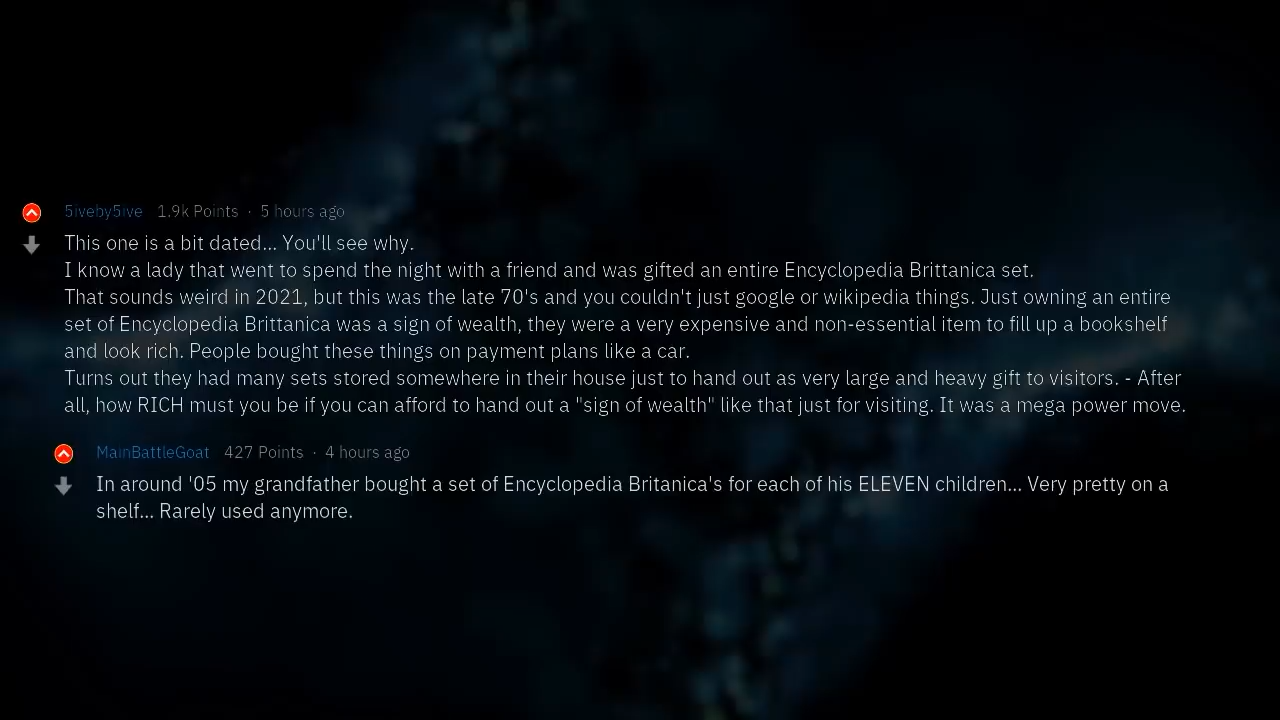 5iveby5ive 1.9k Points · 5 hours ago
This one is a bit dated... You'll see why.
I know a lady that went to spend the night with a friend and was gifted an entire Encyclopedia Brittanica set.
That sounds weird in 2021, but this was the late 70's and you couldn't just google or wikipedia things. Just owning an entire
set of Encyclopedia Brittanica was a sign of wealth, they were a very expensive and non-essential item to fill up a bookshelf
and look rich. People bought these things on payment plans like a car.
Turns out they had many sets stored somewhere in their house just to hand out as very large and heavy gift to visitors. - After
all, how RICH must you be if you can afford to hand out a "sign of wealth" like that just for visiting. It was a mega power move.
MainBattleGoat 427 Points · 4 hours ago
In around '05 my grandfather bought a set of Encyclopedia Britanica's for each of his ELEVEN children... Very pretty on a
shelf... Rarely used anymore.